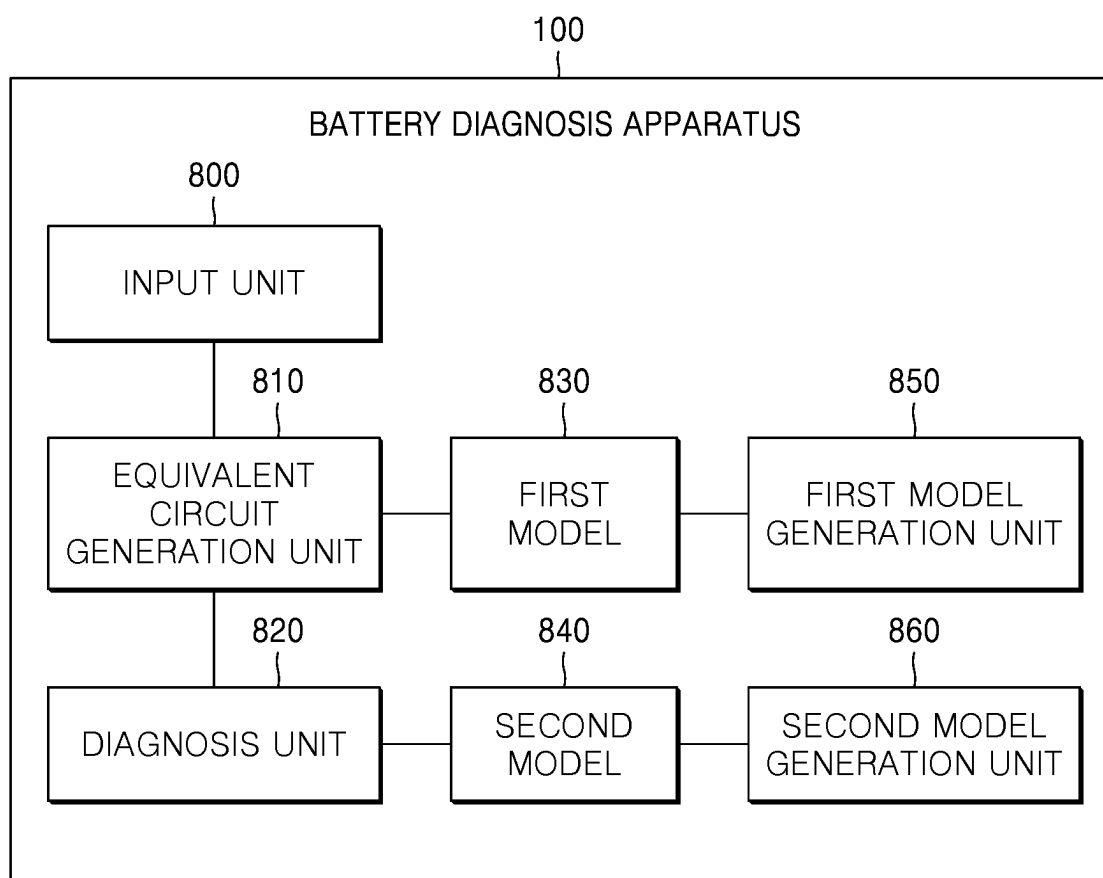 100
BATTERY DIAGNOSIS APPARATUS
800
INPUT UNIT
810
830
850
EQUIVALENT
CIRCUIT
GENERATION UNIT
FIRST
MODEL
FIRST MODEL
GENERATION UNIT
820
840
860
DIAGNOSIS UNIT
SECOND
MODEL
SECOND MODEL
GENERATION UNIT